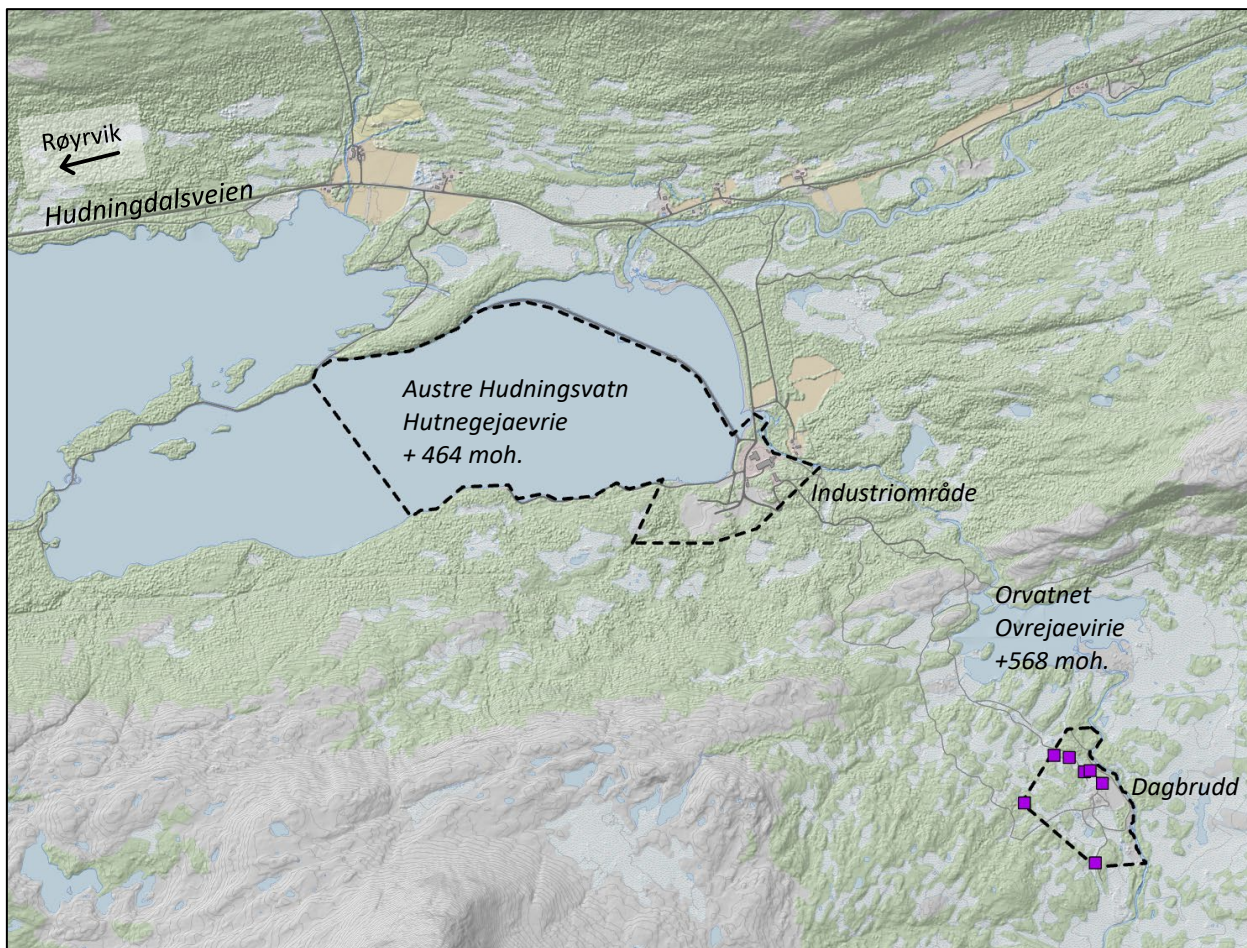 Røyrvik
Hudningdalsveien
Austre Hudningsvatn
Hutnegejaevrie
+ 464 moh.
Industriområde
Orvatnet
Ovrejaevirie
+568 moh.
Dagbrudd